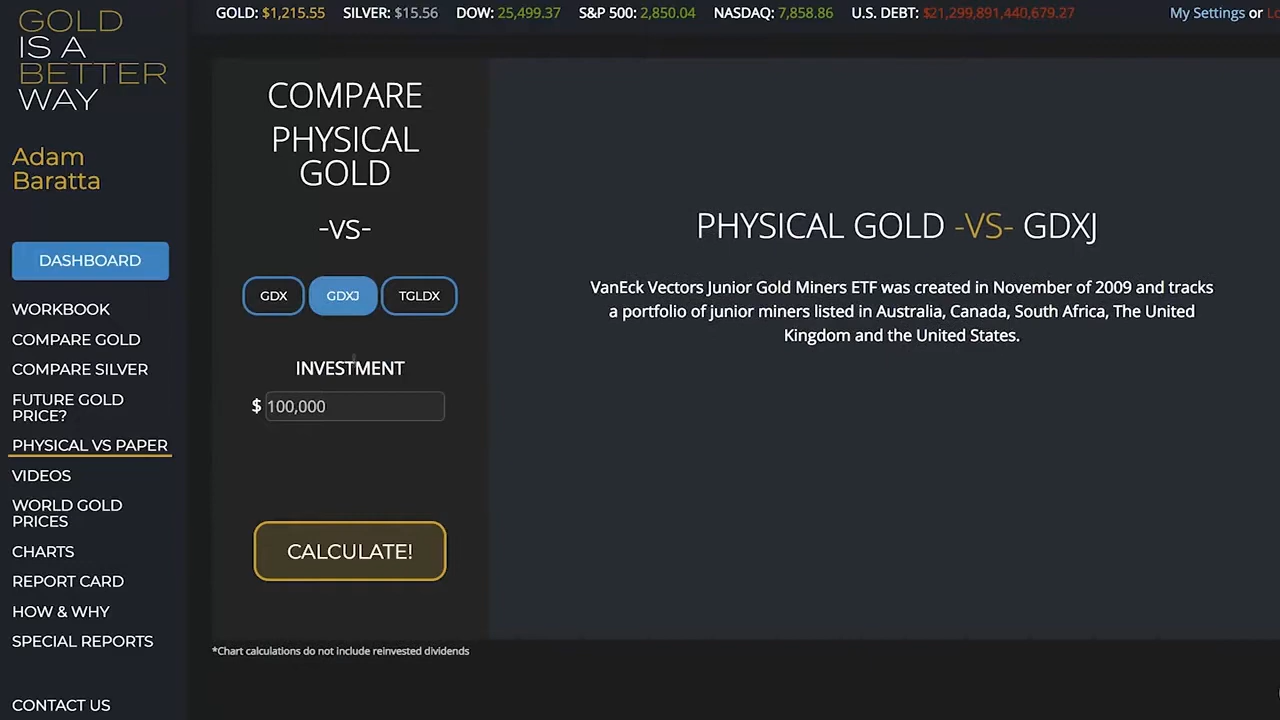 GOLD
IS A
BETTER
WAY
GOLD: $1,215.55 SILVER: $15.56 DOW: 25,499.37 S&P 500: 2,850.04 NASDAQ: 7,858.86 U.S. DEBT: $21,299,891,440,679.27 My Settings or
Adam
Baratta
DASHBOARD
WORKBOOK
COMPARE GOLD
COMPARE SILVER
FUTURE GOLD
PRICE?
PHYSICAL VS PAPER
VIDEOS
WORLD GOLD
PRICES
CHARTS
REPORT CARD
HOW & WHY
SPECIAL REPORTS
CONTACT US
COMPARE
PHYSICAL
GOLD
-VS-
GDX GDXJ TGLDX
INVESTMENT
$ 100,000
CALCULATE!
PHYSICAL GOLD -VS- GDXJ
VanEck Vectors Junior Gold Miners ETF was created in November of 2009 and tracks
a portfolio of junior miners listed in Australia, Canada, South Africa, The United
Kingdom and the United States.
*Chart calculations do not include reinvested dividends